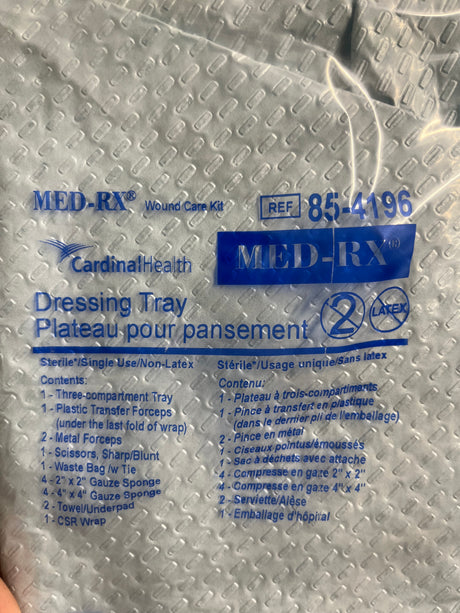 MED-RX® Wound Care Kit REF 85-4196
CardinalHealth MED-RX®
Dressing Tray
Plateau pour pansement 2 LATEX
Sterile*/Single Use/Non-Latex
Contents:
1 - Three-compartment Tray
1 - Plastic Transfer Forceps
(under the last fold of wrap)
2 - Metal Forceps
1 - Scissors, Sharp/Blunt
1 - Waste Bag /w Tie
4 - 2" x 2" Gauze Sponge
4 - 4" x 4" Gauze Sponge
2 - Towel/Underpad
1 - CSR Wrap
Stérile*/Usage unique/Sans latex
Contenu:
1 - Plateau à trois-compartiments
1 - Pince à transfert en plastique
(dans le dernier pli de l'emballage)
2 - Pince en métal
1 - Ciseaux pointus/émoussés
1 - Sac à déchets avec attache
4 - Compresse en gaze 2" x 2"
4 - Compresse en gaze 4" x 4"
2 - Serviette/Alèse
1 - Emballage d'hôpital